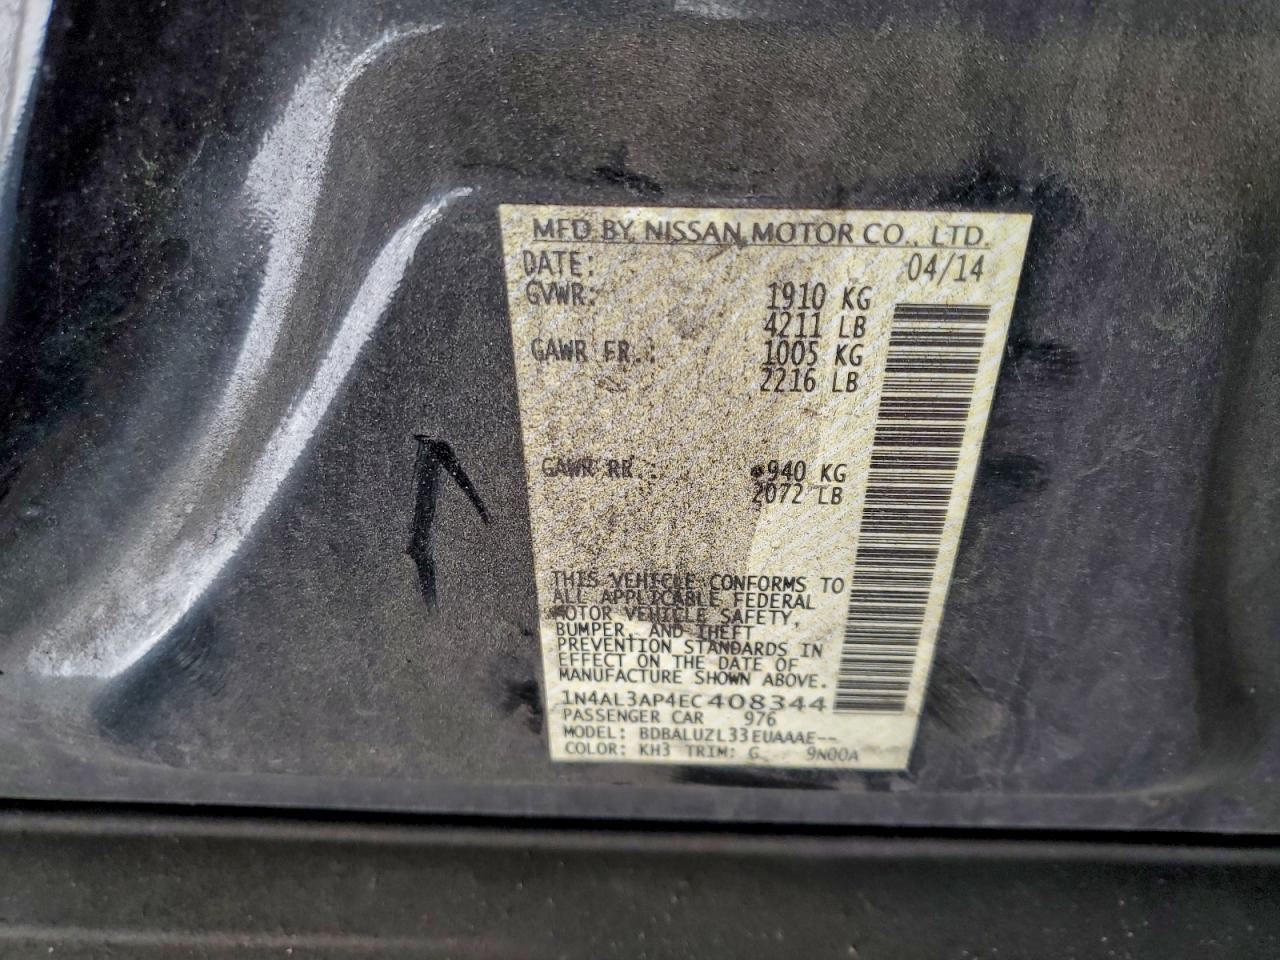 MFD BY NISSAN MOTOR CO., LTD.
DATE: 04/14
GVWR: 1910 KG
4211 LB
GAWR FR.: 1005 KG
2216 LB
GAWR RR : 940 KG
2072 LB
THIS VEHICLE CONFORMS TO
ALL APPLICABLE FEDERAL
MOTOR VEHICLE SAFETY,
BUMPER, AND THEFT
PREVENTION STANDARDS IN
EFFECT ON THE DATE OF
MANUFACTURE SHOWN ABOVE.
1N4AL3AP4EC408344
PASSENGER CAR 976
MODEL: BDBALUZL33EUAAAE--
COLOR: KH3 TRIM: G 9N00A